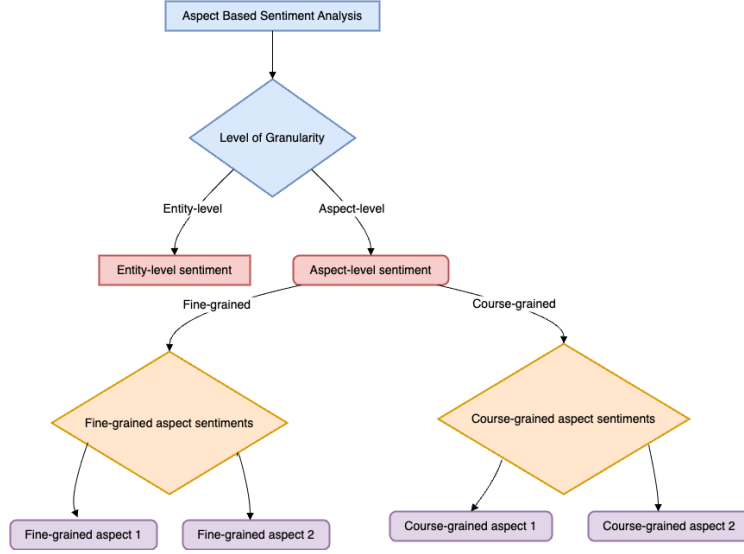 Aspect Based Sentiment Analysis
Level of Granularity
Entity-level
Aspect-level
Entity-level sentiment
Aspect-level sentiment
Fine-grained
Course-grained
Fine-grained aspect sentiments
Course-grained aspect sentiments
Fine-grained aspect 1
Fine-grained aspect 2
Course-grained aspect 1
Course-grained aspect 2